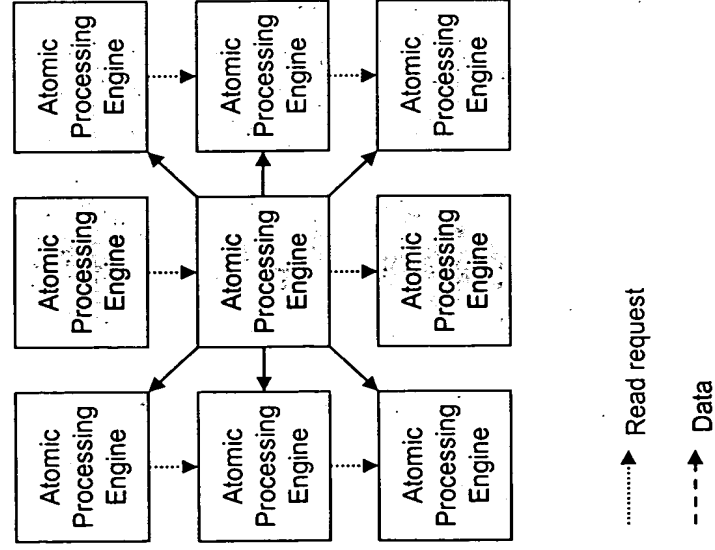 Atomic
Processing
Engine
Atomic
Processing
Engine
Atomic
Processing
Engine
Atomic
Processing
Engine
Atomic
Processing
Engine
Atomic
Processing
Engine
Atomic
Processing
Engine
Atomic
Processing
Engine
Atomic
Processing
Engine
Read request
Data